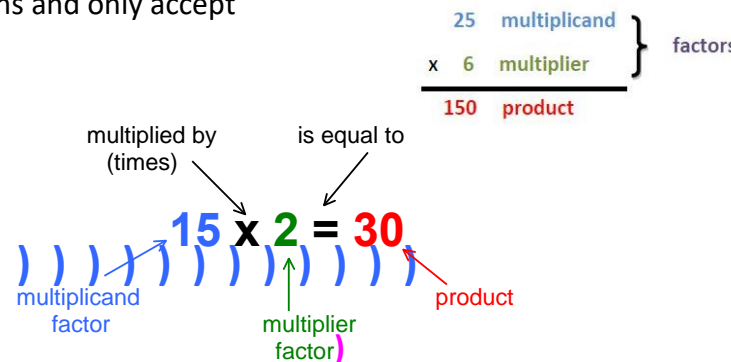 ns and only accept
25 multiplicand
x 6 multiplier
} factors
150 product
multiplied by
(times)
is equal to
15 x 2 = 30
) ) ) ) ) ) ) ) ) ) ) )
multiplicand
factor
multiplier
factor)
product